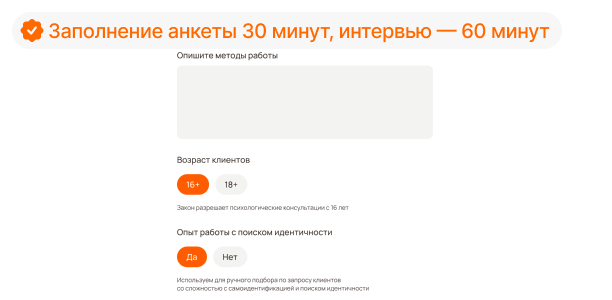 Заполнение анкеты 30 минут, интервью — 60 минут
Опишите методы работы
Возраст клиентов
16+
18+
Закон разрешает психологические консультации с 16 лет
Опыт работы с поиском идентичности
Да
Нет
Используем для ручного подбора по запросу клиентов
со сложностью с самоидентификацией и поиском идентичности